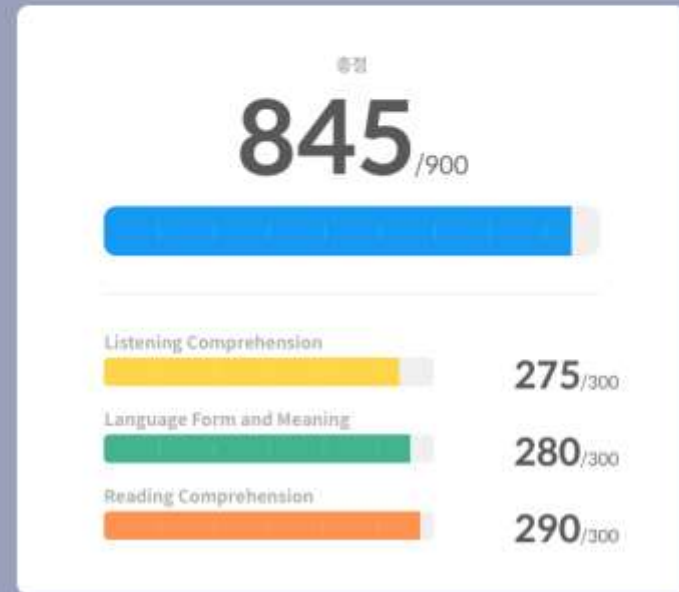 총점
845/900
Listening Comprehension
275/300
Language Form and Meaning
280/300
Reading Comprehension
290/300